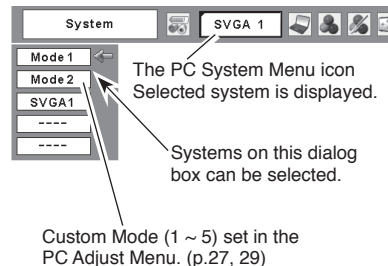 System
SVGA 1
Mode 1
Mode 2
SVGA1
----
----
The PC System Menu icon
Selected system is displayed.
Systems on this dialog
box can be selected.
Custom Mode (1 ~ 5) set in the
PC Adjust Menu. (p.27, 29)